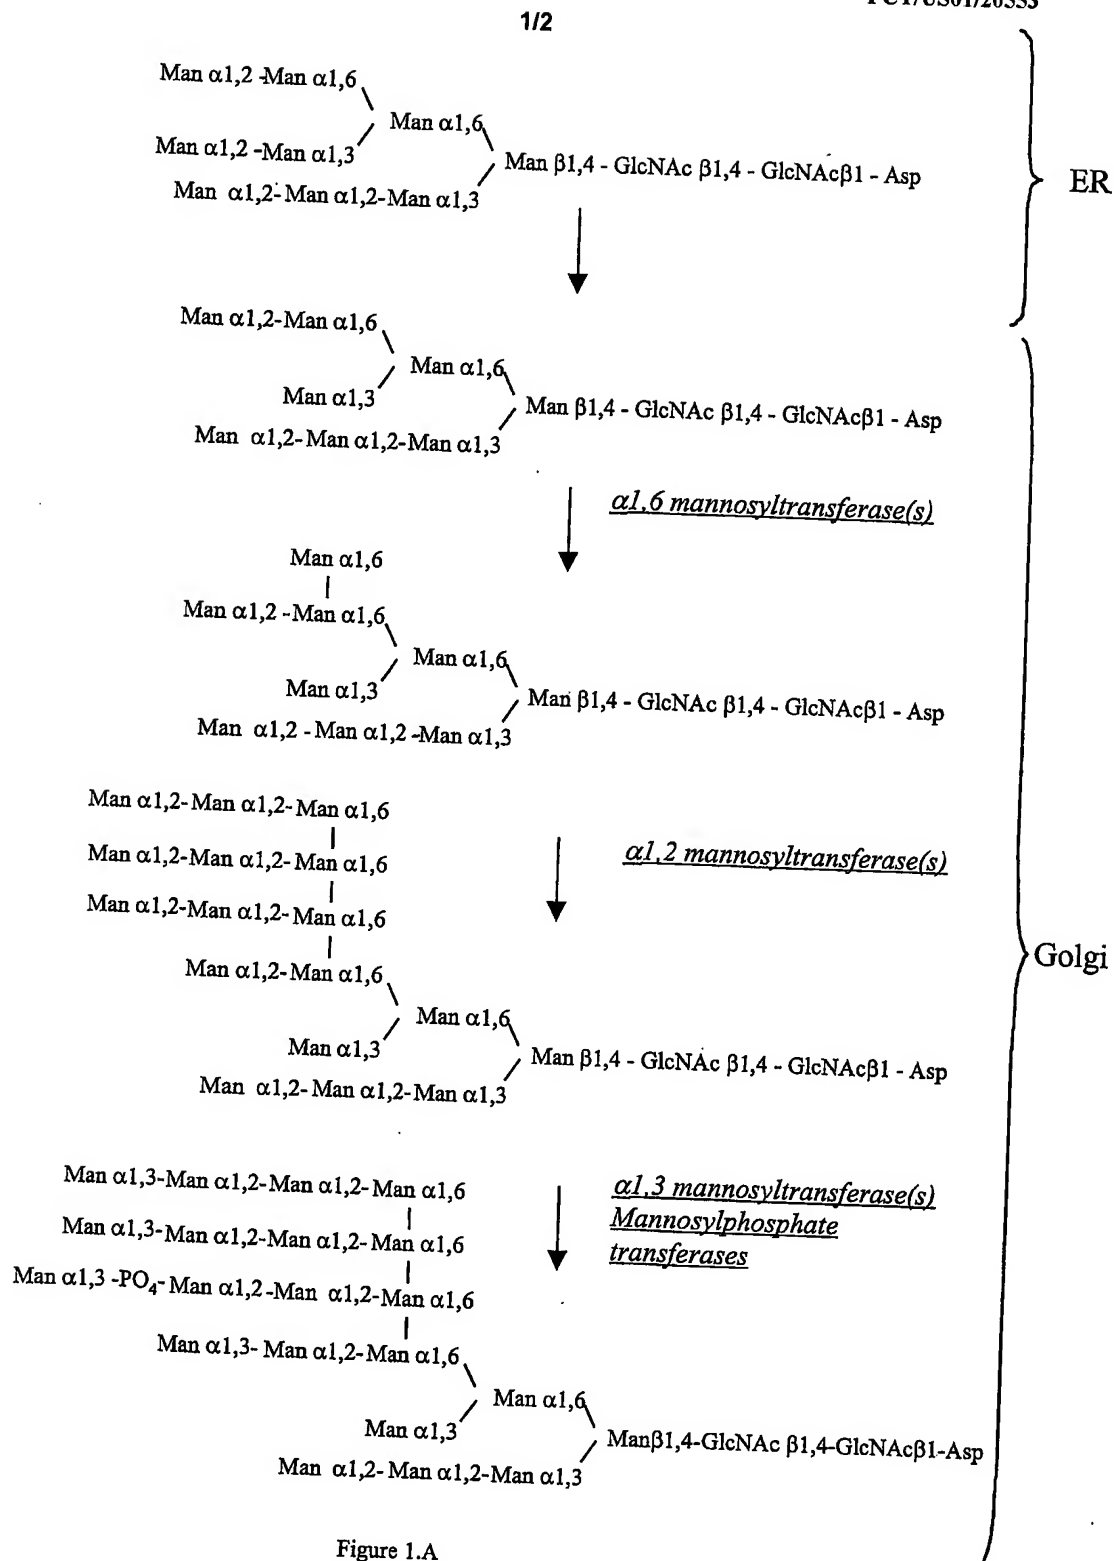 1/2
Man α1,2 -Man α1,6
Man α1,6
Man α1,2 -Man α1,3
Man β1,4 - GlcNAc β1,4 - GlcNAcβ1 - Asp
Man α1,2- Man α1,2-Man α1,3
ER
Man α1,2-Man α1,6
Man α1,6
Man α1,3
Man β1,4 - GlcNAc β1,4 - GlcNAcβ1 - Asp
Man α1,2-Man α1,2-Man α1,3
α1,6 mannosyltransferase(s)
Man α1,6
Man α1,2 -Man α1,6
Man α1,6
Man α1,3
Man β1,4 - GlcNAc β1,4 - GlcNAcβ1 - Asp
Man α1,2 - Man α1,2 -Man α1,3
α1,2 mannosyltransferase(s)
Man α1,2-Man α1,2-Man α1,6
Man α1,2-Man α1,2-Man α1,6
Man α1,2-Man α1,2-Man α1,6
Man α1,2-Man α1,6
Man α1,6
Man α1,3
Man β1,4 - GlcNAc β1,4 - GlcNAcβ1 - Asp
Man α1,2- Man α1,2-Man α1,3
Golgi
α1,3 mannosyltransferase(s)
Mannosylphosphate
transferases
Man α1,3-Man α1,2-Man α1,2-Man α1,6
Man α1,3-Man α1,2-Man α1,2-Man α1,6
Man α1,3 -PO4-Man α1,2-Man α1,2-Man α1,6
Man α1,3- Man α1,2-Man α1,6
Man α1,6
Man α1,3
Manβ1,4-GlcNAc β1,4-GlcNAcβ1-Asp
Man α1,2- Man α1,2-Man α1,3
Figure 1.A